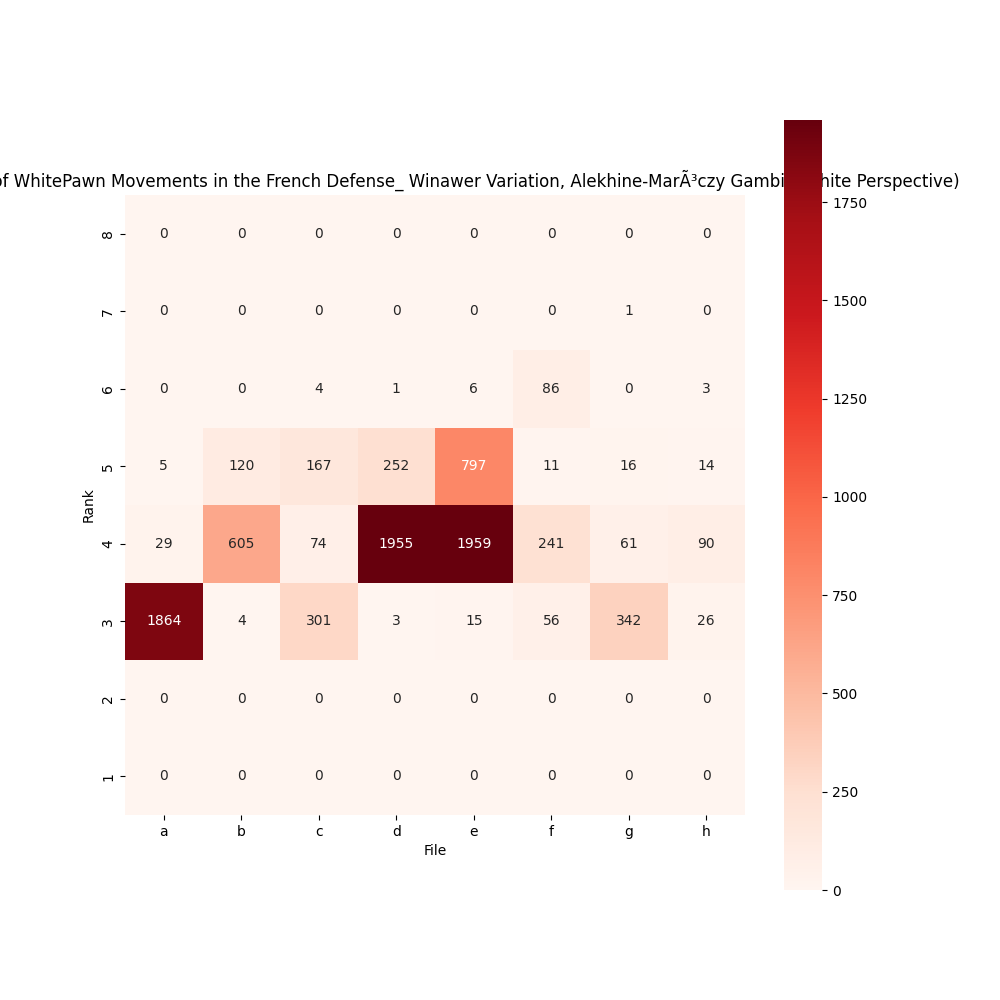 of WhitePawn Movements in the French Defense_ Winawer Variation, Alekhine-MarÃ³czy Gambi hite Perspective)
1750
1500
1250
1000
750
500
250
0
8 0 0 0 0 0 0 0 0
7 0 0 0 0 0 0 1 0
6 0 0 4 1 6 86 0 3
5 5 120 167 252 797 11 16 14
4 29 605 74 1955 1959 241 61 90
3 1864 4 301 3 15 56 342 26
2 0 0 0 0 0 0 0 0
1 0 0 0 0 0 0 0 0
Rank
a b c d e f g h
File